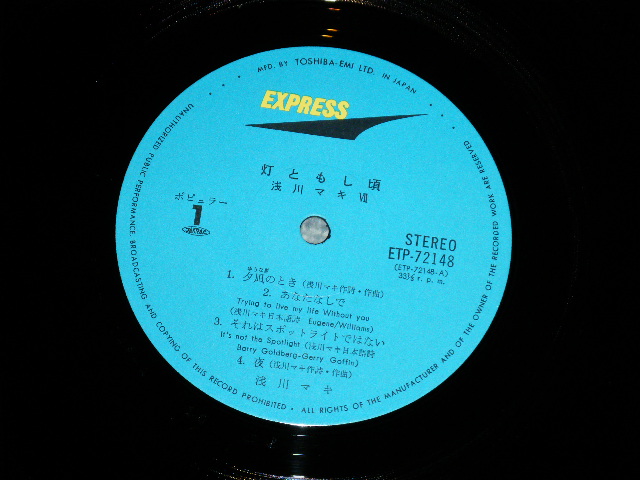 MFD. BY TOSHIBA-EMI LTD. IN JAPAN
EXPRESS
灯ともし頃
浅川マキ Ⅶ
ポピュラー
1
JASRAC
STEREO
ETP-72148
(ETP-72148-A)
33⅓ r. p. m.
ゆうなぎ
1. 夕凪のとき (浅川マキ作詩・作曲)
2. あなたなしで
Trying to live my life Without you
(浅川マキ日本語詩 Eugene/Williams)
3. それはスポットライトではない
It's not the Spotlight (浅川マキ日本語詩
Barry Goldberg-Gerry Goffin)
4. 夜 (浅川マキ作詩・作曲)
浅川マキ
UNAUTHORIZED PUBLIC PERFORMANCE, BROADCASTING AND COPYING OF THIS RECORD PROHIBITED • ALL RIGHTS OF THE MANUFACTURER AND OF THE OWNER OF THE RECORDED WORK ARE RESERVED